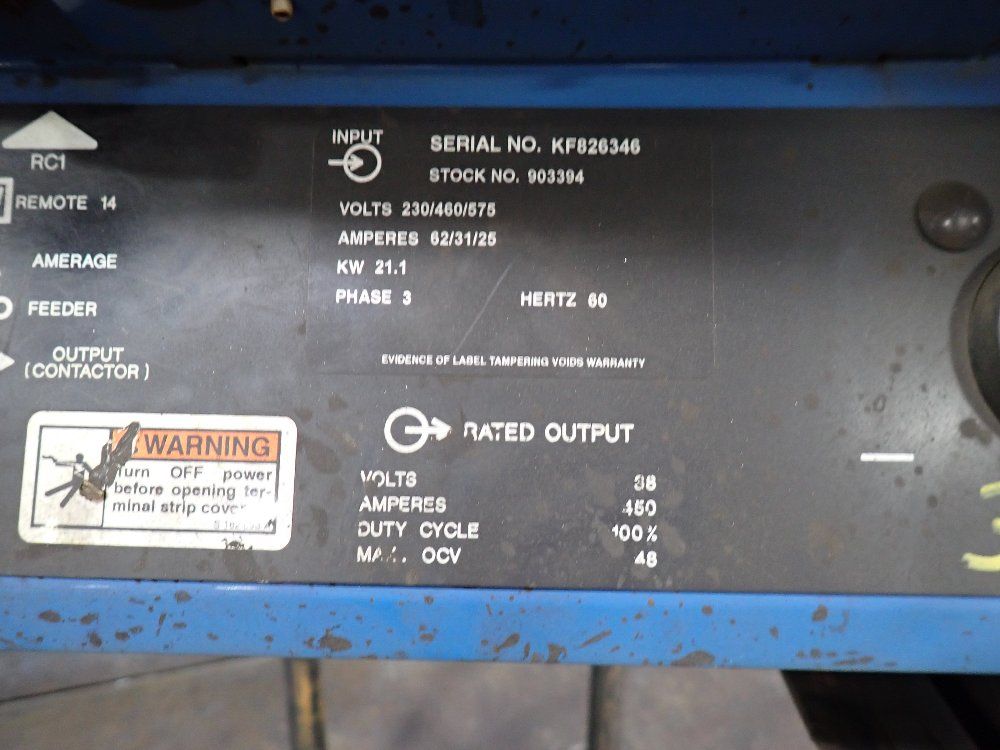 RC1
REMOTE 14
AMERAGE
FEEDER
OUTPUT
(CONTACTOR)
INPUT
SERIAL NO. KF826346
STOCK NO. 903394
VOLTS 230/460/575
AMPERES 62/31/25
KW 21.1
PHASE 3 HERTZ 60
EVIDENCE OF LABEL TAMPERING VOIDS WARRANTY
WARNING
Turn OFF power
before opening ter-
minal strip cover
RATED OUTPUT
VOLTS 38
AMPERES 450
DUTY CYCLE 100%
MAX. OCV 48